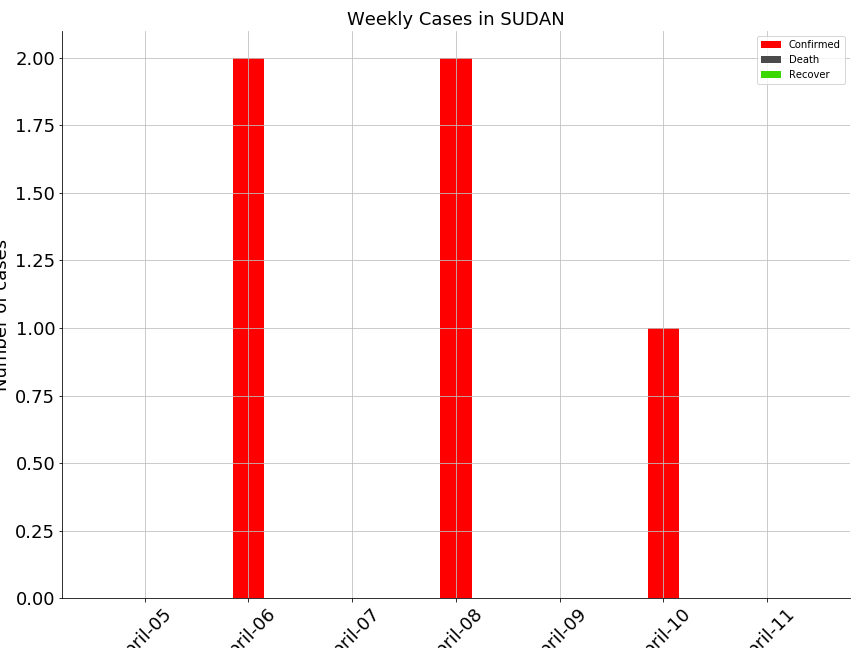 Weekly Cases in SUDAN
Confirmed
Death
Recover
Number of cases
2.00
1.75
1.50
1.25
1.00
0.75
0.50
0.25
0.00
pril-05
pril-06
pril-07
pril-08
pril-09
pril-10
pril-11